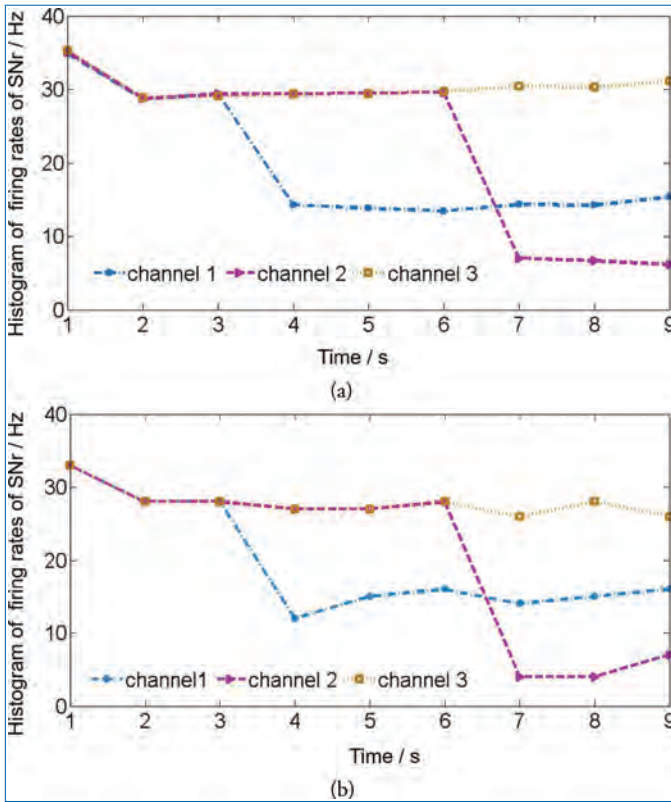 Histogram of firing rates of SNr / Hz
40
30
20
10
0
channel 1 channel 2 channel 3
1 2 3 4 5 6 7 8 9
Time / s
(a)
Histogram of firing rates of SNr / Hz
40
30
20
10
0
channel1 channel 2 channel 3
1 2 3 4 5 6 7 8 9
Time / s
(b)